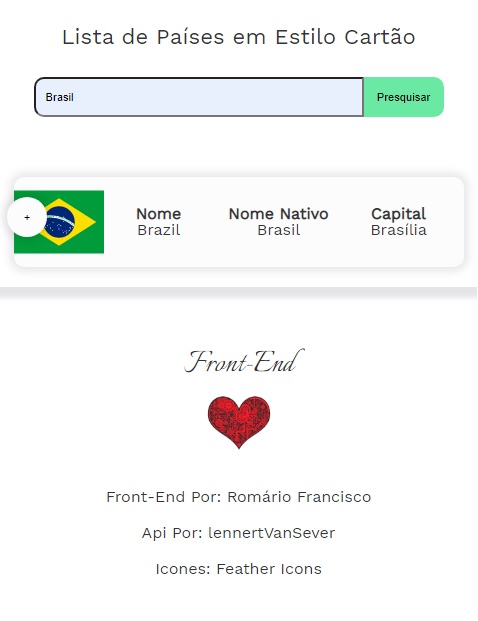 Lista de Países em Estilo Cartão
Brasil Pesquisar
+
Nome Nome Nativo Capital
Brazil Brasil Brasília
Front-End
Front-End Por: Romário Francisco
Api Por: lennertVanSever
Icones: Feather Icons